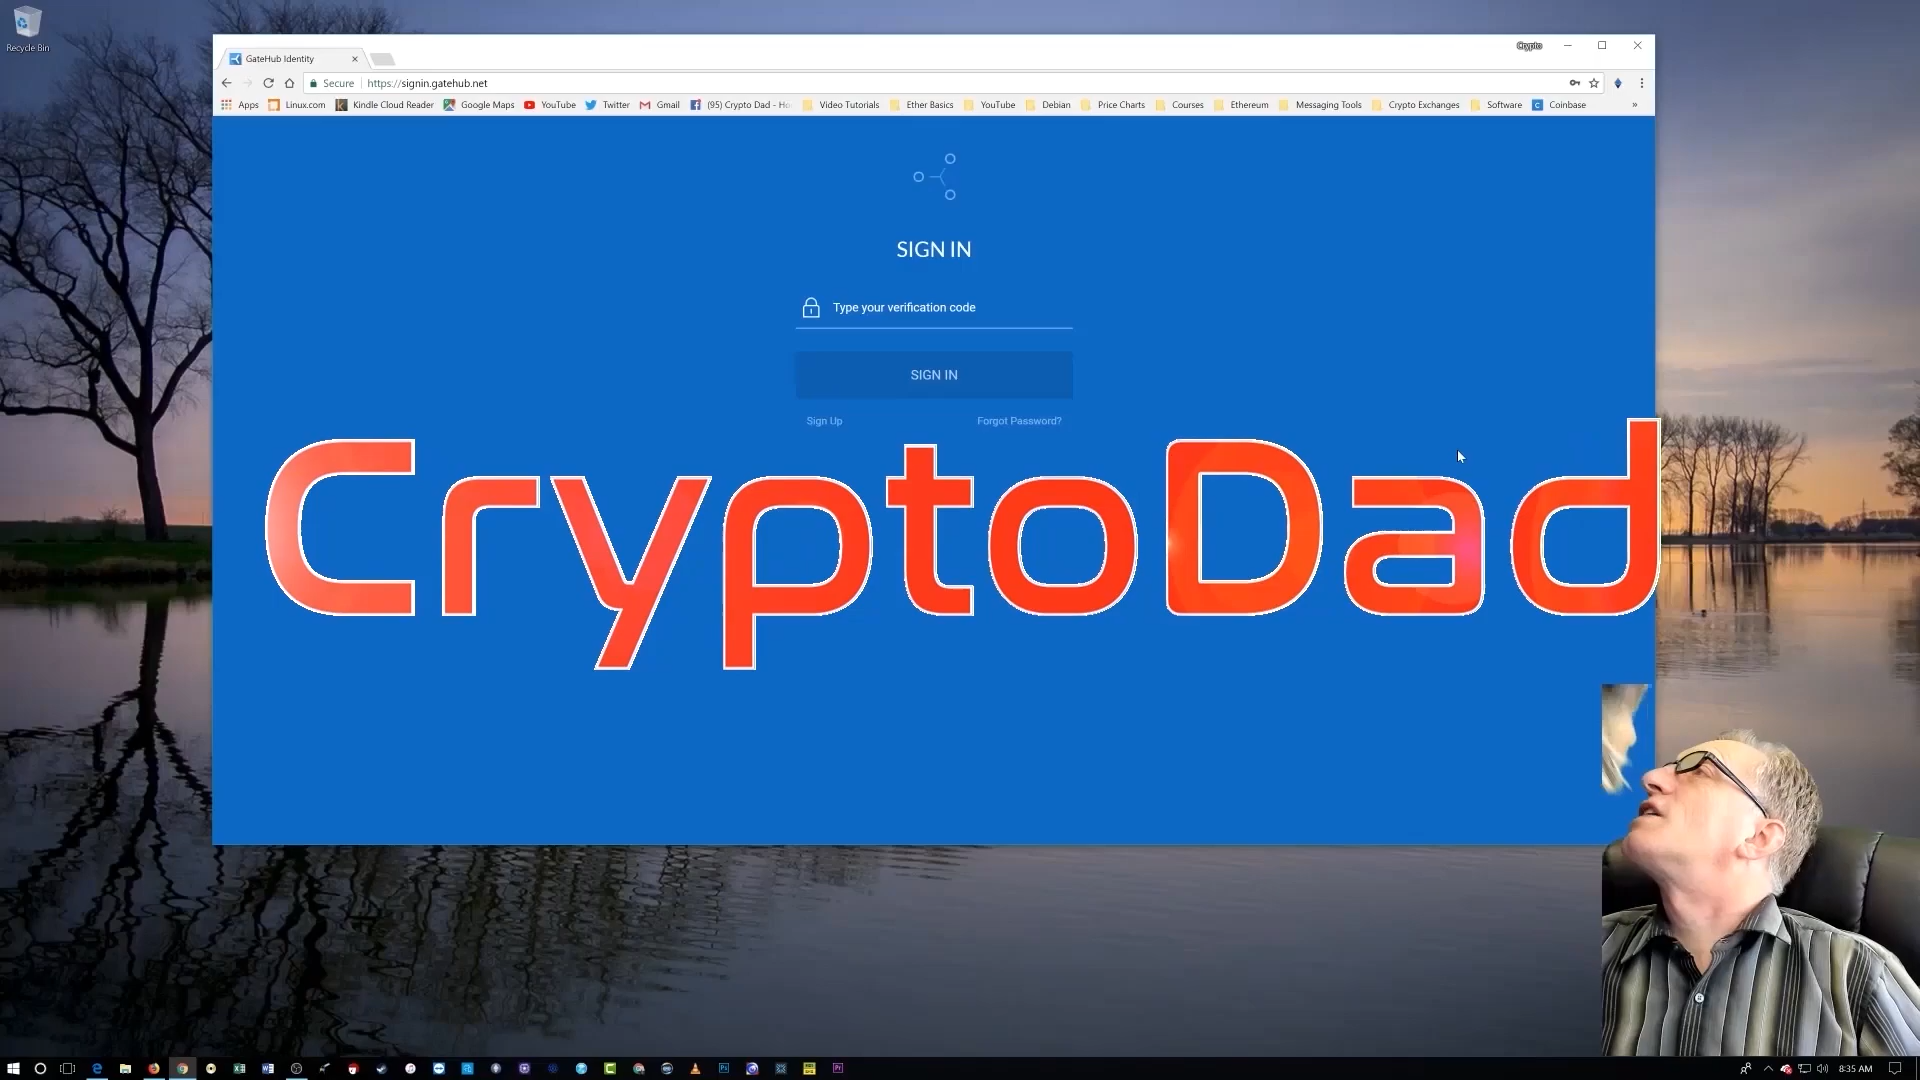 Recycle Bin
GateHub Identity
Crypto
Secure
https://signin.gatehub.net
Apps
Linux.com
Kindle Cloud Reader
Google Maps
YouTube
Twitter
Gmail
(95) Crypto Dad - Ho
Video Tutorials
Ether Basics
YouTube
Debian
Price Charts
Courses
Ethereum
Messaging Tools
Crypto Exchanges
Software
Coinbase
SIGN IN
Type your verification code
SIGN IN
Sign Up
Forgot Password?
CryptoDad
8:35 AM